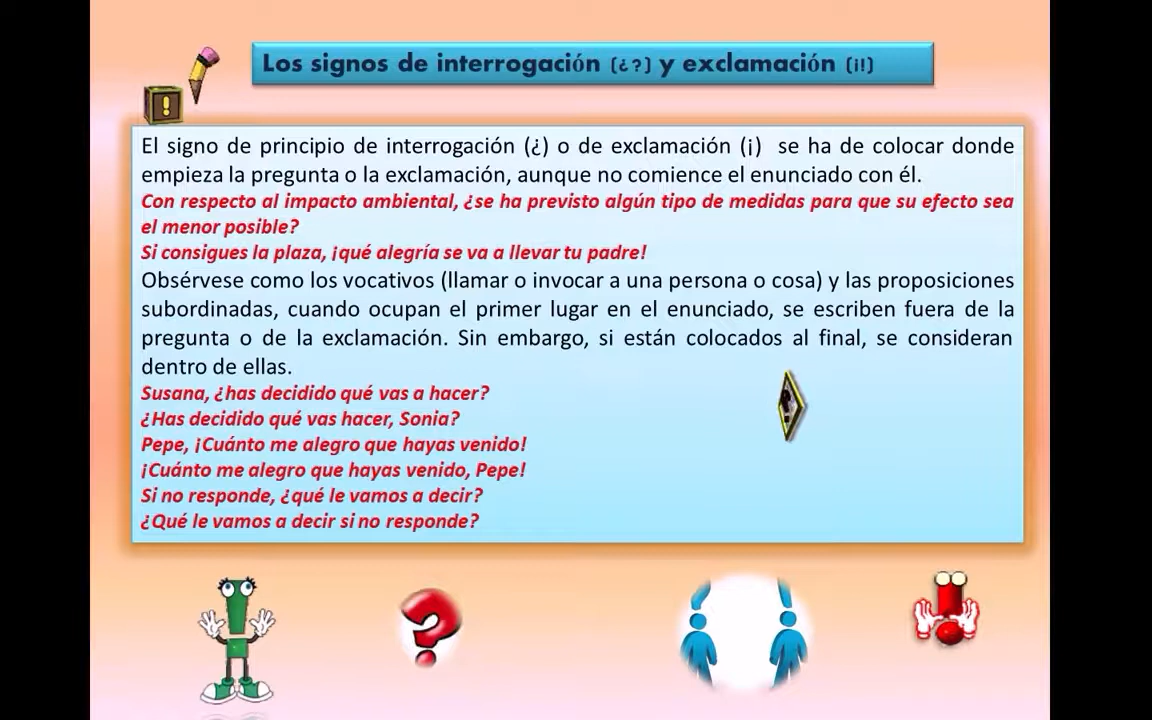 Los signos de interrogación (¿?) y exclamación (¡!)
El signo de principio de interrogación (¿) o de exclamación (¡) se ha de colocar donde
empieza la pregunta o la exclamación, aunque no comience el enunciado con él.
Con respecto al impacto ambiental, ¿se ha previsto algún tipo de medidas para que su efecto sea
el menor posible?
Si consigues la plaza, ¡qué alegría se va a llevar tu padre!
Obsérvese como los vocativos (llamar o invocar a una persona o cosa) y las proposiciones
subordinadas, cuando ocupan el primer lugar en el enunciado, se escriben fuera de la
pregunta o de la exclamación. Sin embargo, si están colocados al final, se consideran
dentro de ellas.
Susana, ¿has decidido qué vas a hacer?
¿Has decidido qué vas hacer, Sonia?
Pepe, ¡Cuánto me alegro que hayas venido!
¡Cuánto me alegro que hayas venido, Pepe!
Si no responde, ¿qué le vamos a decir?
¿Qué le vamos a decir si no responde?